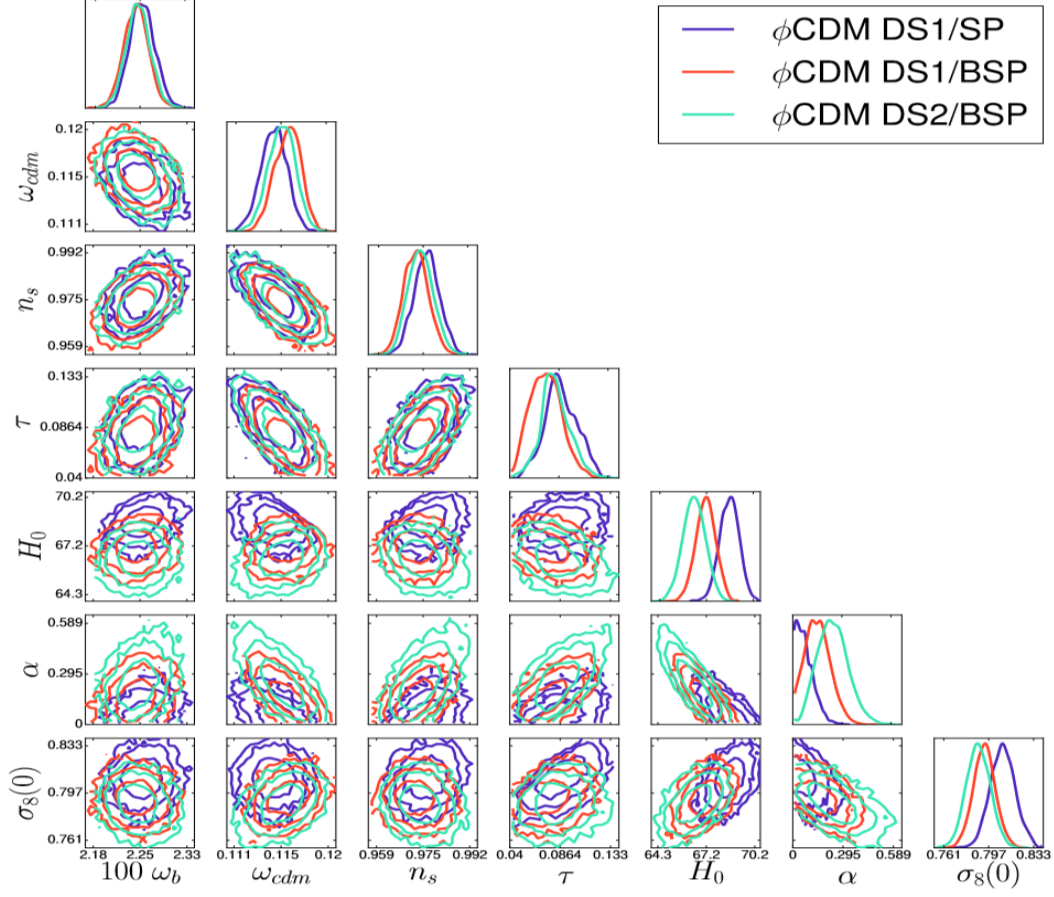 ϕCDM DS1/SP
ϕCDM DS1/BSP
ϕCDM DS2/BSP
0.12
0.115
0.111
ω_cdm
0.992
0.975
0.959
n_s
0.133
0.0864
0.04
τ
70.2
67.2
64.3
H_0
0.589
0.295
0
α
0.833
0.797
0.761
σ_8(0)
2.18 2.25 2.33 0.111 0.115 0.12 0.959 0.975 0.992 0.04 0.0864 0.133 64.3 67.2 70.2 0 0.295 0.589 0.761 0.797 0.833
100 ω_b ω_cdm n_s τ H_0 α σ_8(0)